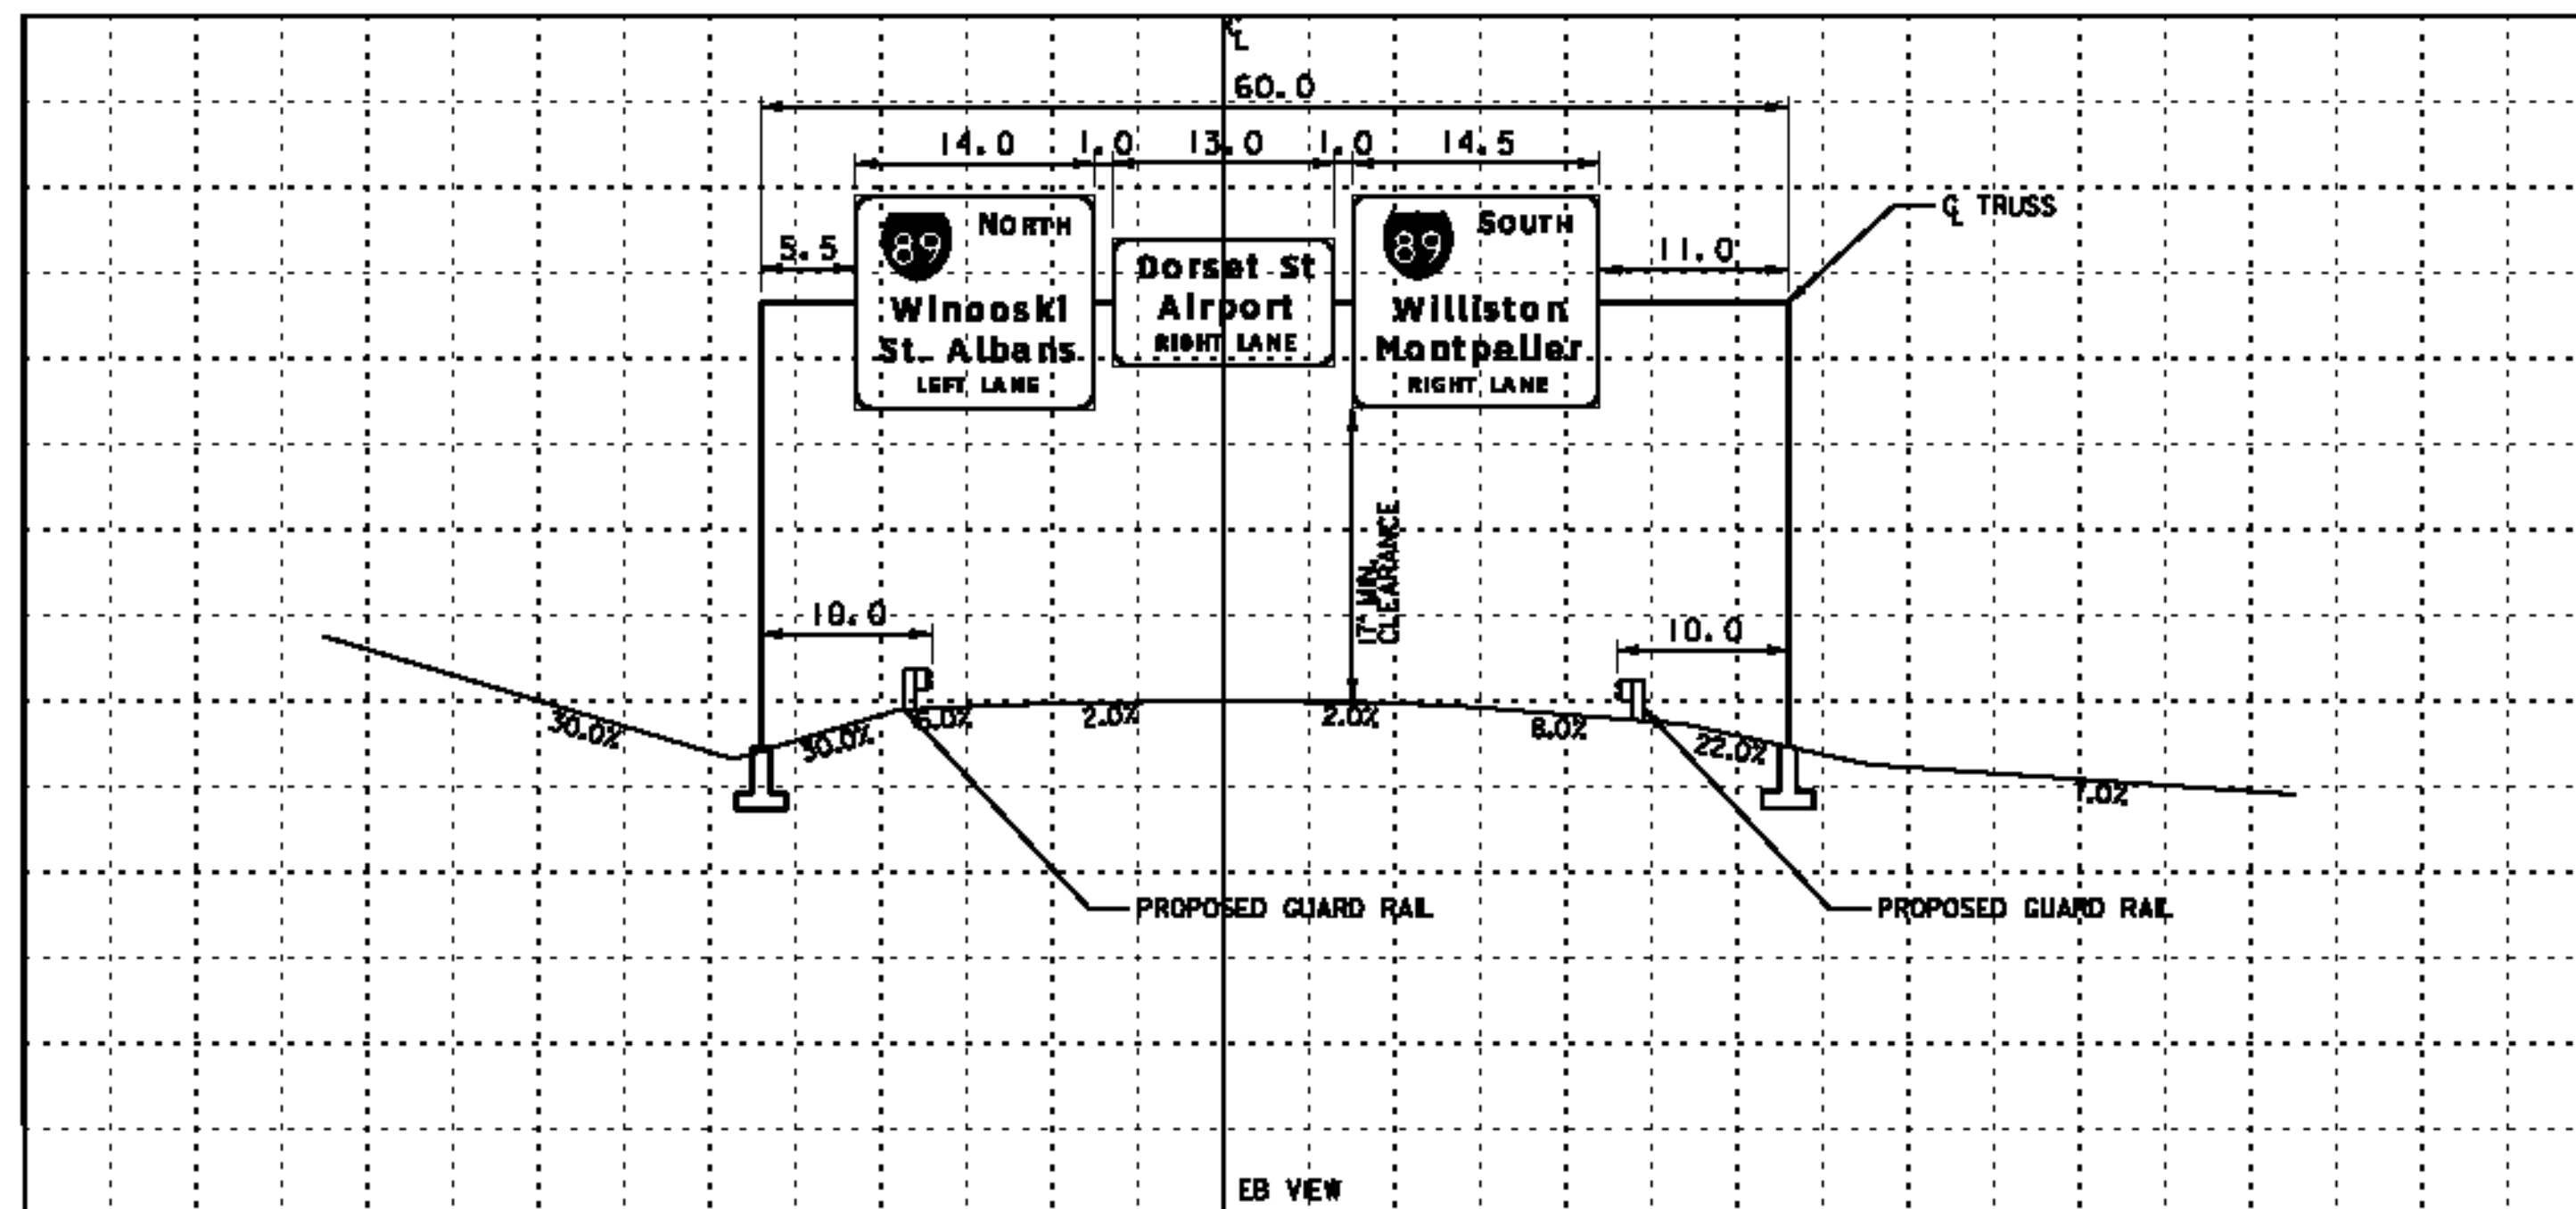 ℄
60.0
14.0 1.0 13.0 1.0 14.5
5.5
89 NORTH
Winooski
St. Albans
LEFT LANE
Dorset St
Airport
RIGHT LANE
89 SOUTH
Williston
Montpelier
RIGHT LANE
11.0
℄ TRUSS
17' MIN.
CLEARANCE
10.0
10.0
30.0%
30.0%
6.0%
2.0%
2.0%
8.0%
22.0%
7.0%
PROPOSED GUARD RAIL
PROPOSED GUARD RAIL
EB VIEW